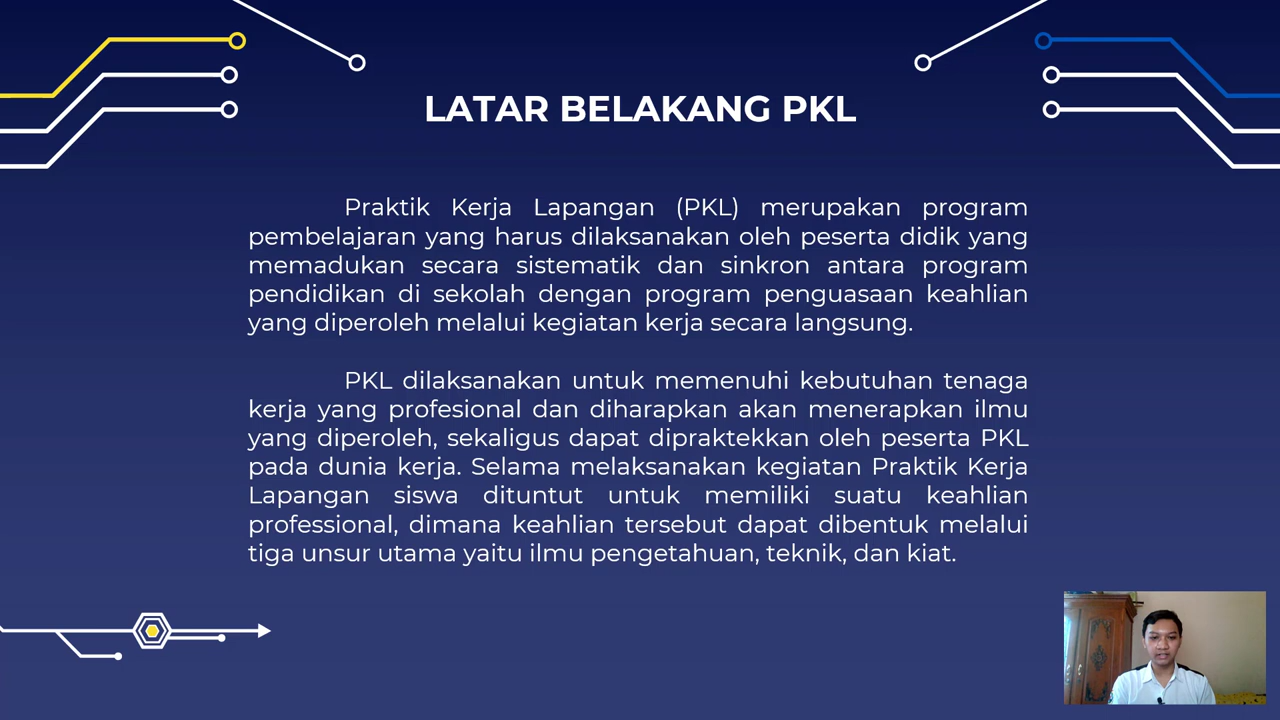 LATAR BELAKANG PKL
Praktik Kerja Lapangan (PKL) merupakan program
pembelajaran yang harus dilaksanakan oleh peserta didik yang
memadukan secara sistematik dan sinkron antara program
pendidikan di sekolah dengan program penguasaan keahlian
yang diperoleh melalui kegiatan kerja secara langsung.
PKL dilaksanakan untuk memenuhi kebutuhan tenaga
kerja yang profesional dan diharapkan akan menerapkan ilmu
yang diperoleh, sekaligus dapat dipraktekkan oleh peserta PKL
pada dunia kerja. Selama melaksanakan kegiatan Praktik Kerja
Lapangan siswa dituntut untuk memiliki suatu keahlian
professional, dimana keahlian tersebut dapat dibentuk melalui
tiga unsur utama yaitu ilmu pengetahuan, teknik, dan kiat.